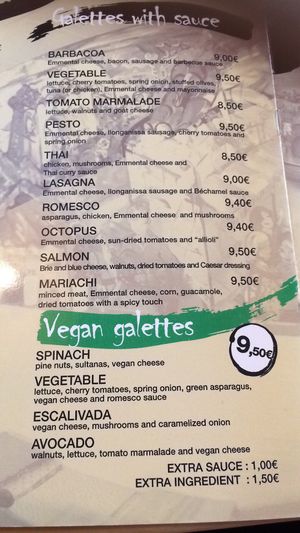 Galettes with sauce
BARBACOA 9,00€
Emmental cheese, bacon, sausage and barbecue sauce
VEGETABLE 9,50€
lettuce, cherry tomatoes, spring onion, stuffed olives,
tuna (or chicken), Emmental cheese and mayonnaise
TOMATO MARMALADE 8,50€
lettuce, walnuts and goat cheese
PESTO 9,50€
Emmental cheese, llonganissa sausage, cherry tomatoes and
spring onion
THAI 8,50€
chicken, mushrooms, Emmental cheese and
Thai curry sauce
LASAGNA 9,00€
Emmental cheese, llonganissa sausage and Béchamel sauce
ROMESCO 9,40€
asparagus, chicken, Emmental cheese and mushrooms
OCTOPUS 9,40€
Emmental cheese, sun-dried tomatoes and "allioli"
SALMON 9,50€
Brie and blue cheese, walnuts, dried tomatoes and Caesar dressing
MARIACHI 9,50€
minced meat, Emmental cheese, corn, guacamole,
dried tomatoes with a spicy touch
Vegan galettes
9,50€
SPINACH
pine nuts, sultanas, vegan cheese
VEGETABLE
lettuce, cherry tomatoes, spring onion, green asparagus,
vegan cheese and romesco sauce
ESCALIVADA
vegan cheese, mushrooms and caramelized onion
AVOCADO
walnuts, lettuce, tomato marmalade and vegan cheese
EXTRA SAUCE : 1,00€
EXTRA INGREDIENT : 1,50€